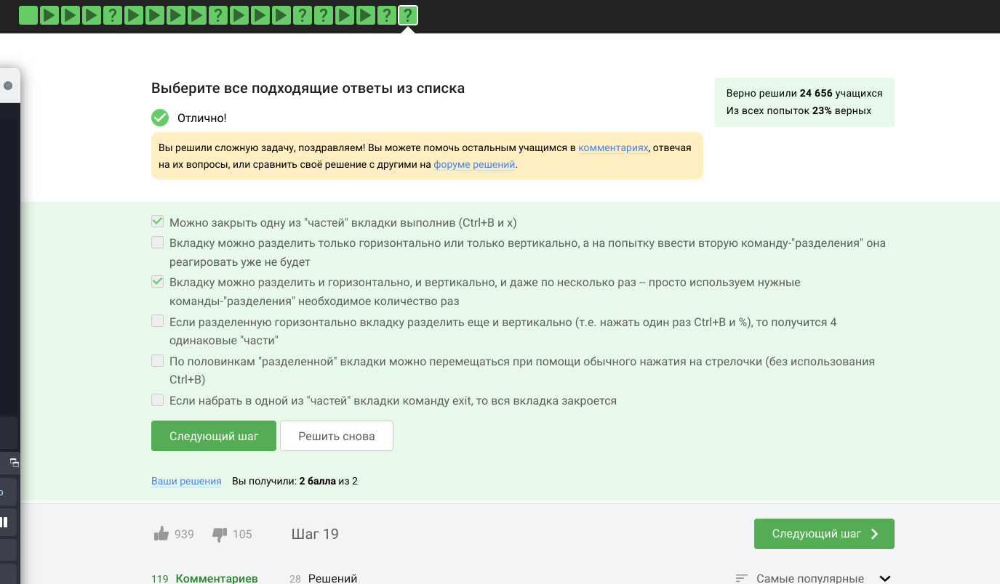 Выберите все подходящие ответы из списка
Верно решили 24 656 учащихся
Из всех попыток 23% верных
Отлично!
Вы решили сложную задачу, поздравляем! Вы можете помочь остальным учащимся в комментариях, отвечая
на их вопросы, или сравнить своё решение с другими на форуме решений.
Можно закрыть одну из "частей" вкладки выполнив (Ctrl+B и x)
Вкладку можно разделить только горизонтально или только вертикально, а на попытку ввести вторую команду-"разделения" она
реагировать уже не будет
Вкладку можно разделить и горизонтально, и вертикально, и даже по несколько раз -- просто используем нужные
команды-"разделения" необходимое количество раз
Если разделенную горизонтально вкладку разделить еще и вертикально (т.е. нажать один раз Ctrl+B и %), то получится 4
одинаковые "части"
По половинкам "разделенной" вкладки можно перемещаться при помощи обычного нажатия на стрелочки (без использования
Ctrl+B)
Если набрать в одной из "частей" вкладки команду exit, то вся вкладка закроется
Следующий шаг
Решить снова
Ваши решения Вы получили: 2 балла из 2
939
105
Шаг 19
Следующий шаг
119 Комментариев
28 Решений
Самые популярные